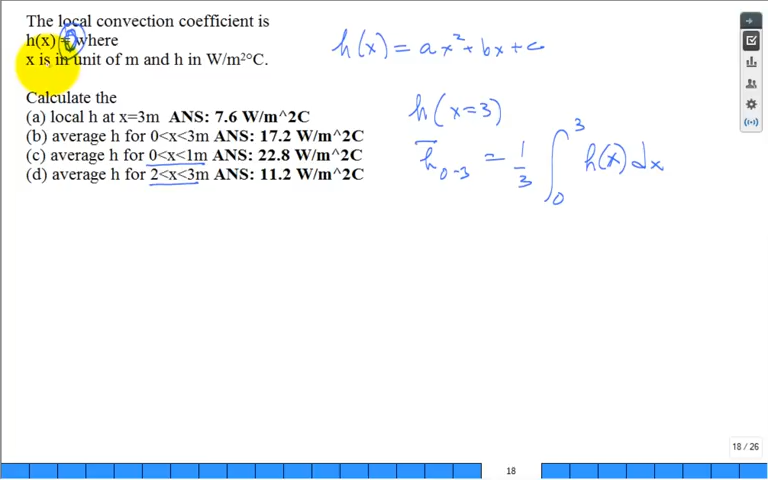 The local convection coefficient is
h(x) = where
x is in unit of m and h in W/m²°C.
h(x) = ax² + bx + c
Calculate the
(a) local h at x=3m ANS: 7.6 W/m^2C
(b) average h for 0<x<3m ANS: 17.2 W/m^2C
(c) average h for 0<x<1m ANS: 22.8 W/m^2C
(d) average h for 2<x<3m ANS: 11.2 W/m^2C
h(x=3)
h̄₀₋₃ = 1/3 ∫₀³ h(x) dx
18 / 26
18